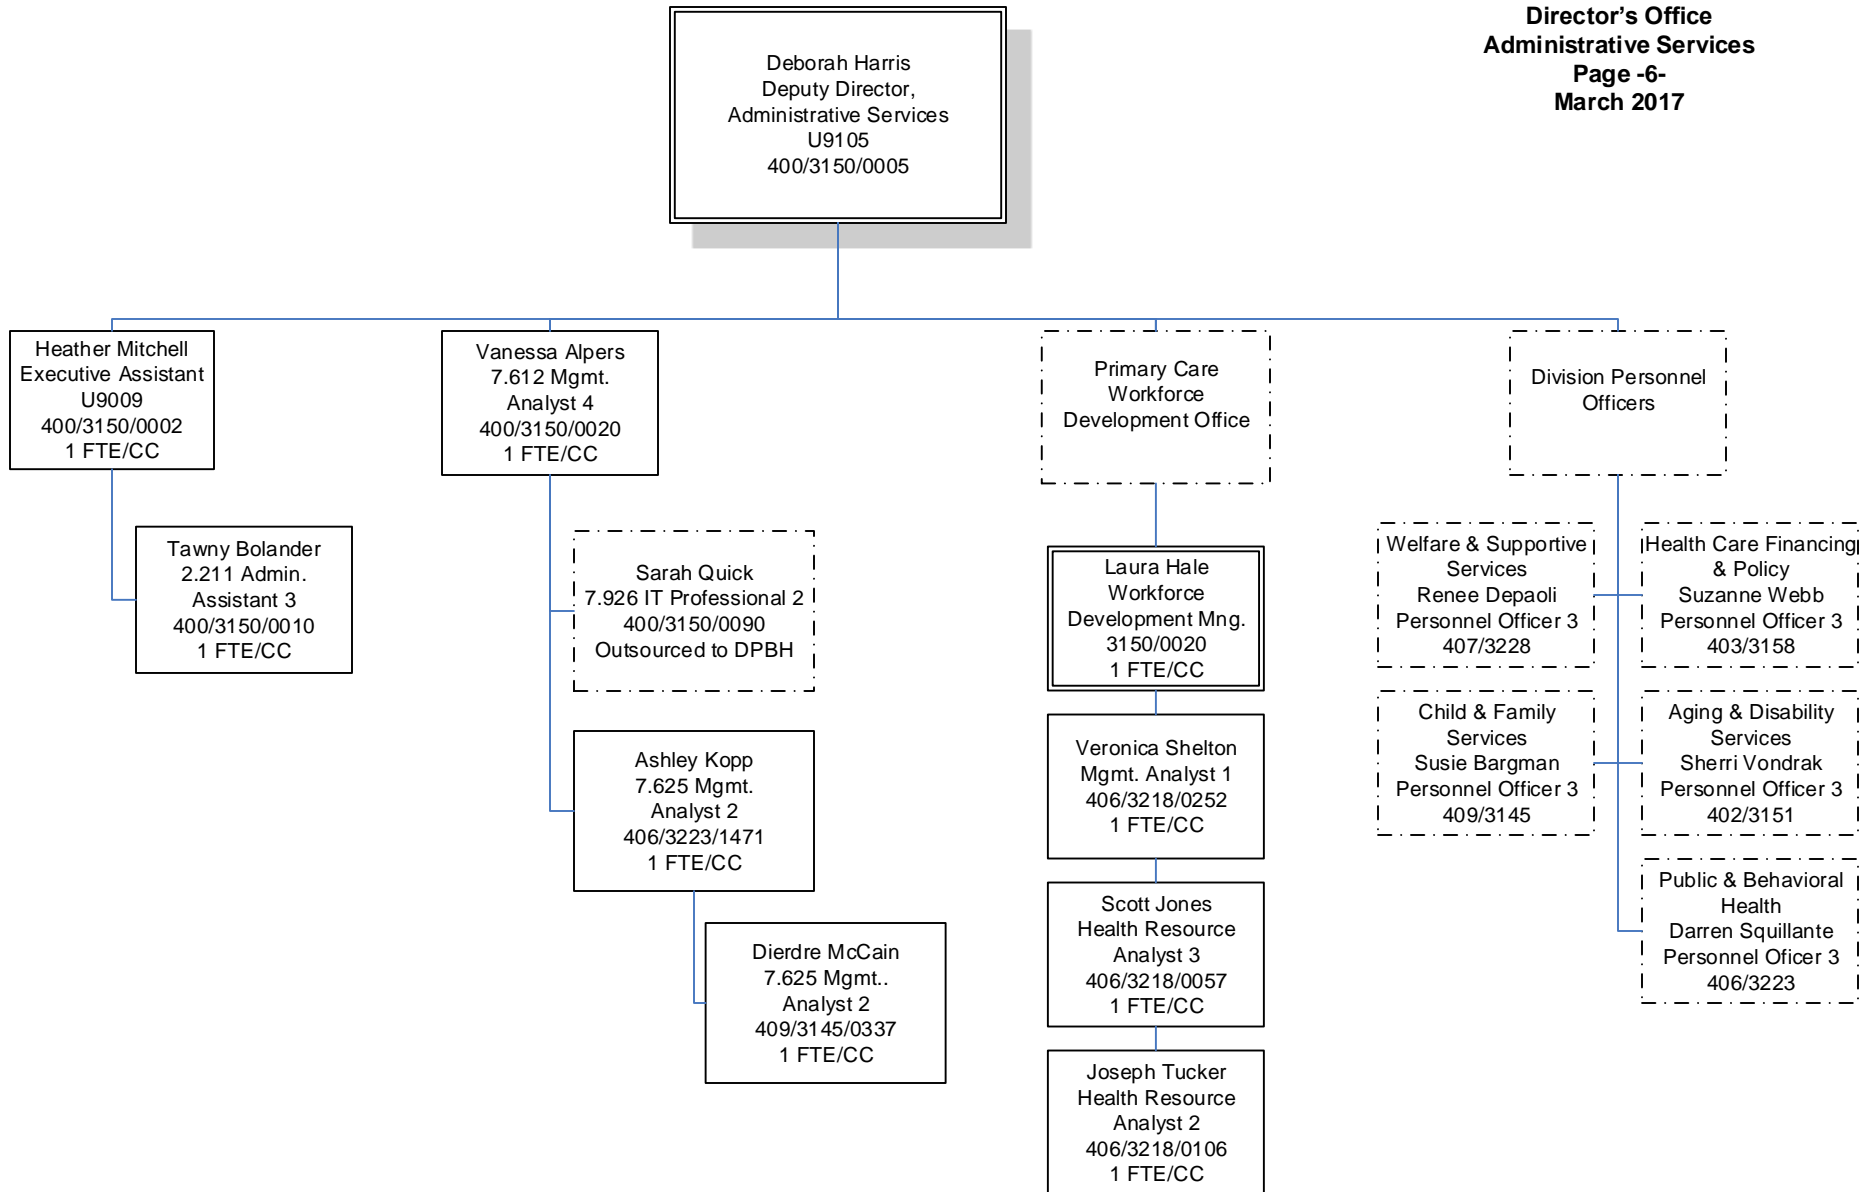 Director’s Office
Administrative Services
Page -6-
March 2017
Deborah Harris
Deputy Director,
Administrative Services
U9105
400/3150/0005
Heather Mitchell
Executive Assistant
U9009
400/3150/0002
1 FTE/CC
Tawny Bolander
2.211 Admin.
Assistant 3
400/3150/0010
1 FTE/CC
Vanessa Alpers
7.612 Mgmt.
Analyst 4
400/3150/0020
1 FTE/CC
Sarah Quick
7.926 IT Professional 2
400/3150/0090
Outsourced to DPBH
Ashley Kopp
7.625 Mgmt.
Analyst 2
406/3223/1471
1 FTE/CC
Dierdre McCain
7.625 Mgmt..
Analyst 2
409/3145/0337
1 FTE/CC
Primary Care
Workforce
Development Office
Laura Hale
Workforce
Development Mng.
3150/0020
1 FTE/CC
Veronica Shelton
Mgmt. Analyst 1
406/3218/0252
1 FTE/CC
Scott Jones
Health Resource
Analyst 3
406/3218/0057
1 FTE/CC
Joseph Tucker
Health Resource
Analyst 2
406/3218/0106
1 FTE/CC
Division Personnel
Officers
Welfare & Supportive
Services
Renee Depaoli
Personnel Officer 3
407/3228
Health Care Financing
& Policy
Suzanne Webb
Personnel Officer 3
403/3158
Child & Family
Services
Susie Bargman
Personnel Officer 3
409/3145
Aging & Disability
Services
Sherri Vondrak
Personnel Officer 3
402/3151
Public & Behavioral
Health
Darren Squillante
Personnel Oficer 3
406/3223